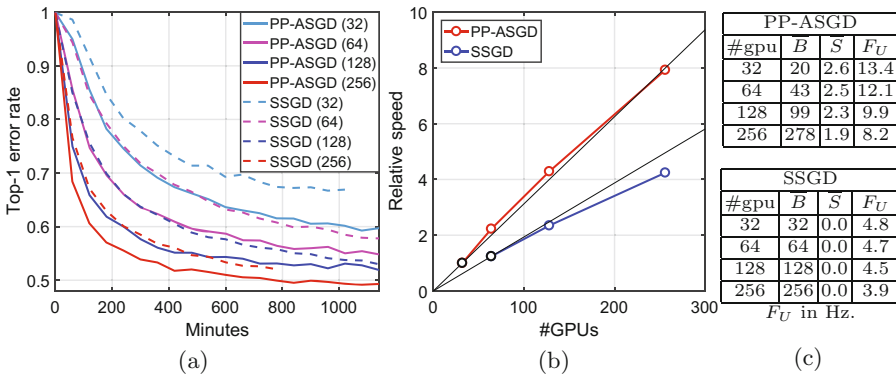 1
0.9
0.8
0.7
0.6
0.5
Top-1 error rate
0 200 400 600 800 1000
Minutes
PP-ASGD (32)
PP-ASGD (64)
PP-ASGD (128)
PP-ASGD (256)
SSGD (32)
SSGD (64)
SSGD (128)
SSGD (256)
(a)
10
8
6
4
2
0
Relative speed
0 100 200 300
#GPUs
PP-ASGD
SSGD
(b)
PP-ASGD
#gpu B̅ S̅ F_U
32 20 2.6 13.4
64 43 2.5 12.1
128 99 2.3 9.9
256 278 1.9 8.2
SSGD
#gpu B̅ S̅ F_U
32 32 0.0 4.8
64 64 0.0 4.7
128 128 0.0 4.5
256 256 0.0 3.9
F_U in Hz.
(c)